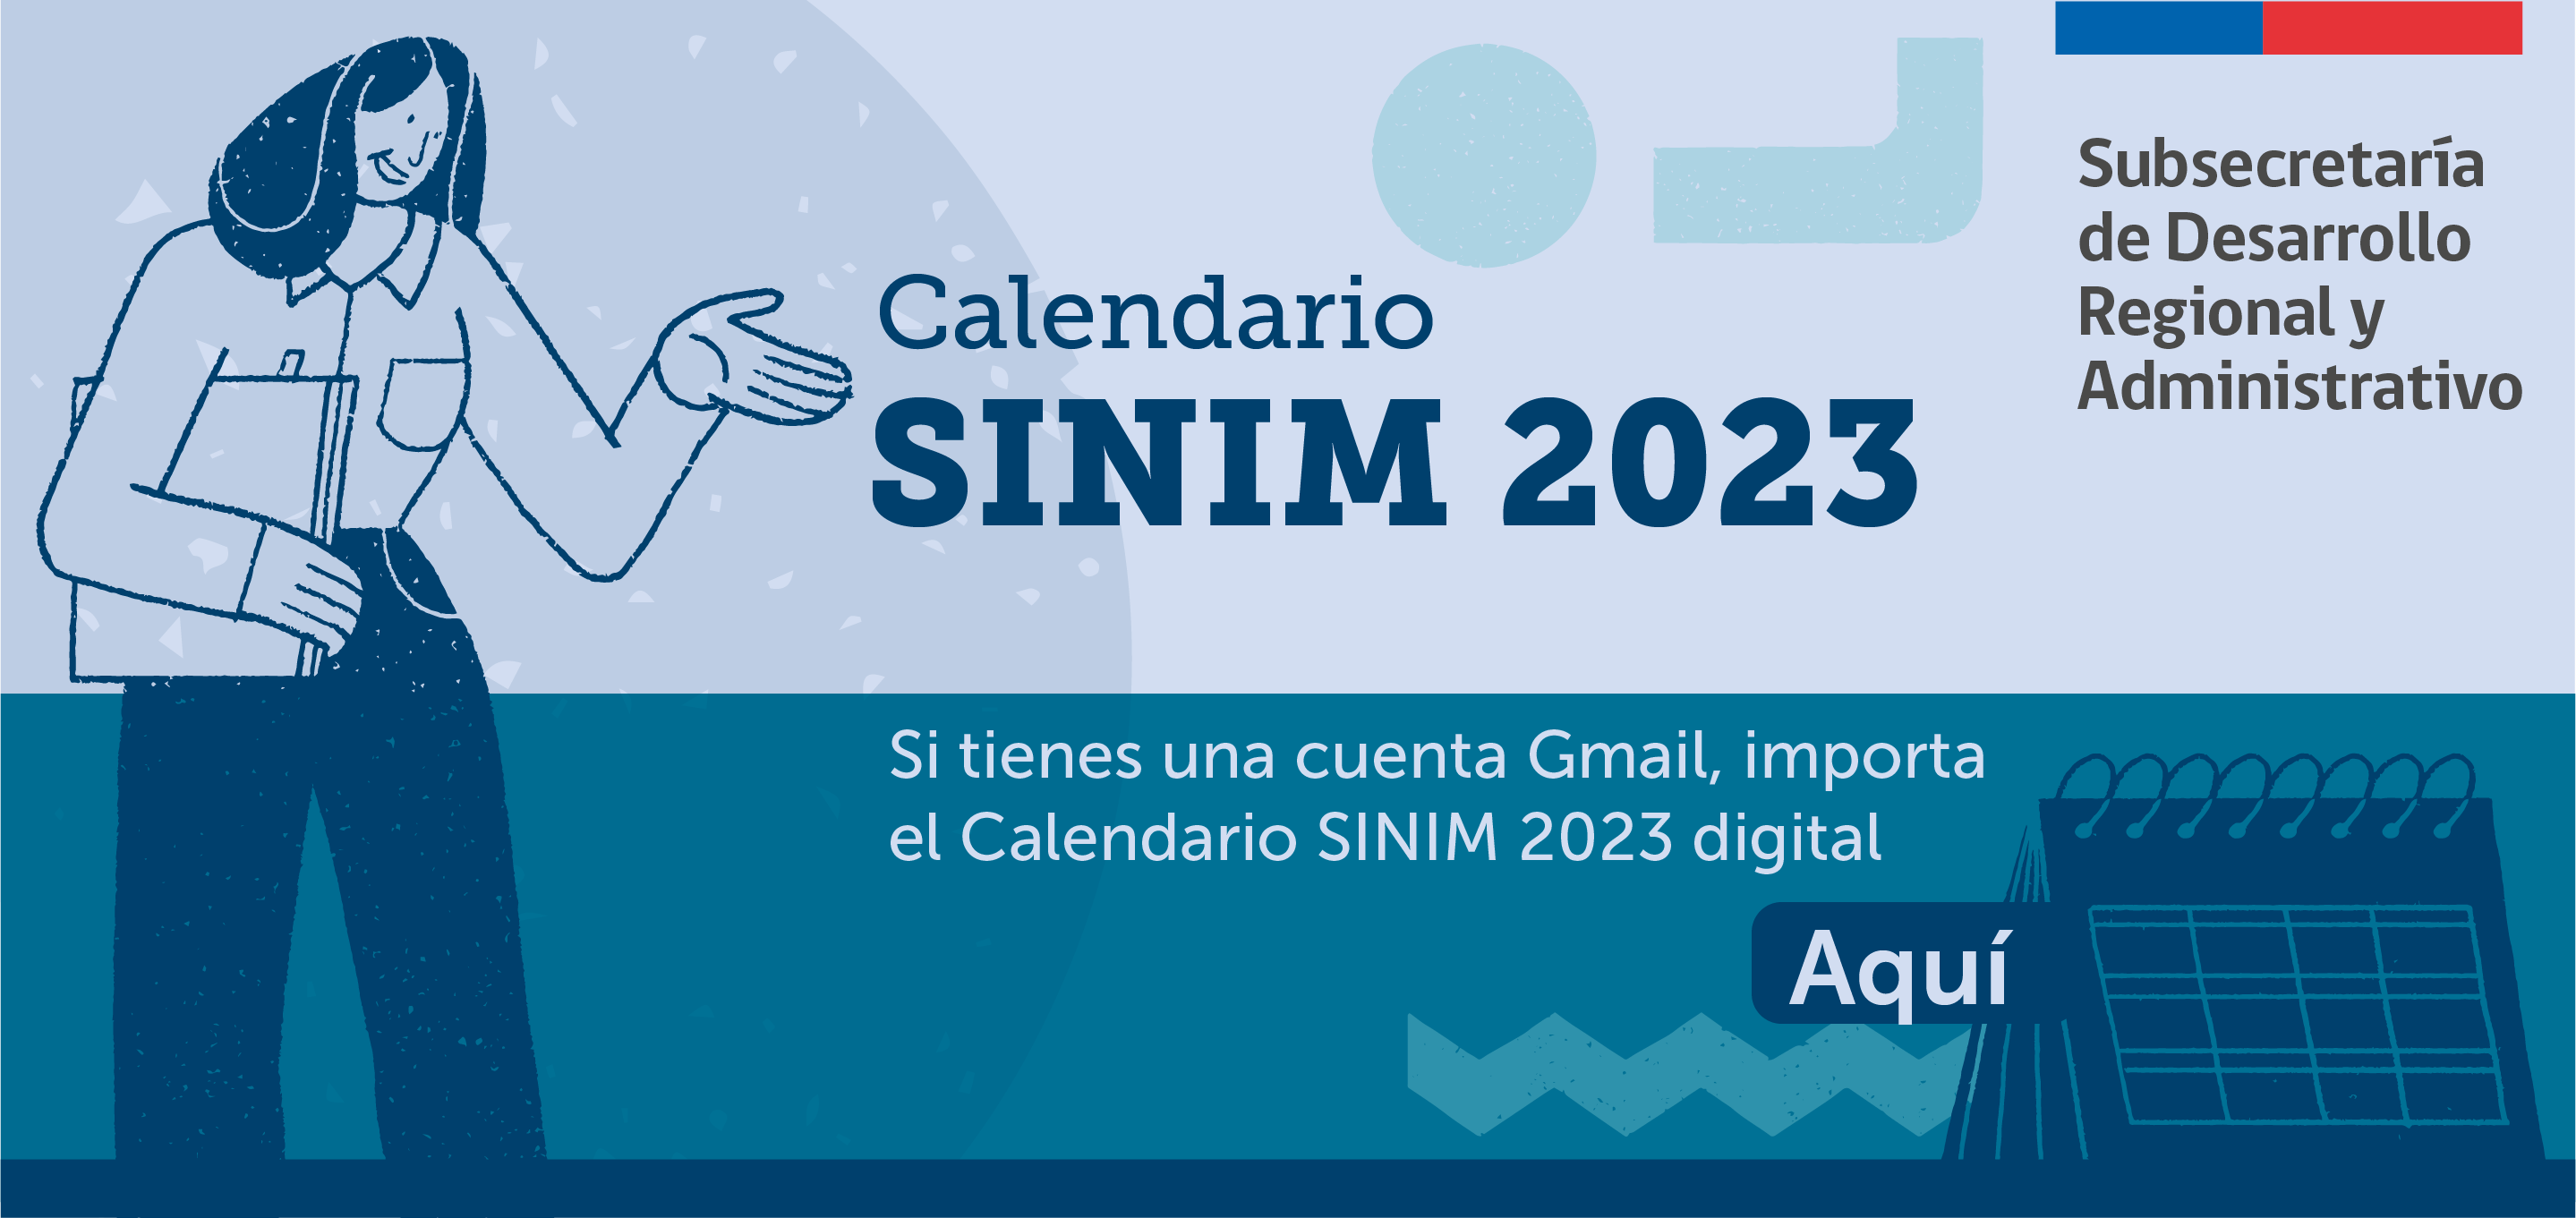 Subsecretaría
de Desarrollo
Regional y
Administrativo
Calendario
SINIM 2023
Si tienes una cuenta Gmail, importa
el Calendario SINIM 2023 digital
Aquí